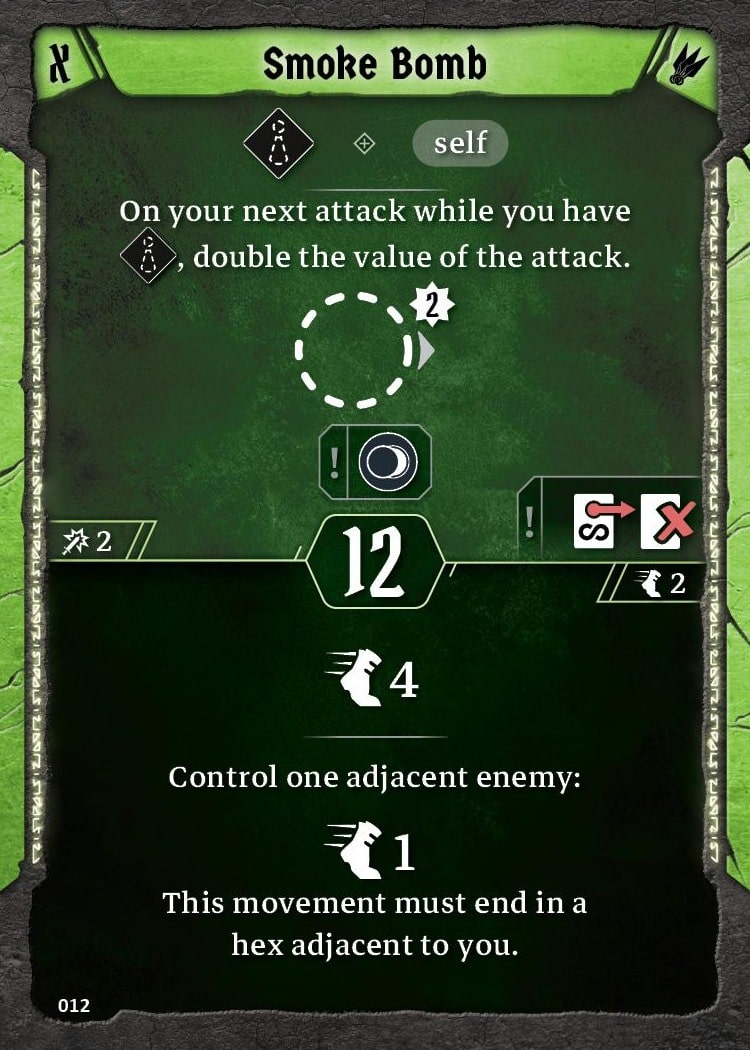 Smoke Bomb
self
On your next attack while you have
, double the value of the attack.
2
!
!
2
12
2
4
Control one adjacent enemy:
1
This movement must end in a
hex adjacent to you.
012